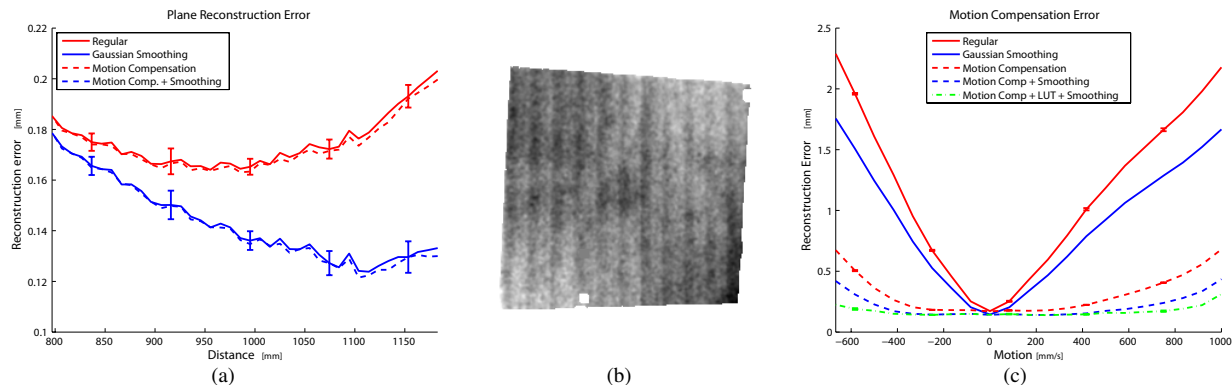 Plane Reconstruction Error
0.22
0.2
0.18
0.16
0.14
0.12
0.1
Reconstruction error [mm]
Regular
Gaussian Smoothing
Motion Compensation
Motion Comp. + Smoothing
800 850 900 950 1000 1050 1100 1150
Distance [mm]
(a)
(b)
Motion Compensation Error
2.5
2
1.5
1
0.5
0
Reconstruction Error [mm]
Regular
Gaussian Smoothing
Motion Compensation
Motion Comp + Smoothing
Motion Comp + LUT + Smoothing
−600 −400 −200 0 200 400 600 800 1000
Motion [mm/s]
(c)